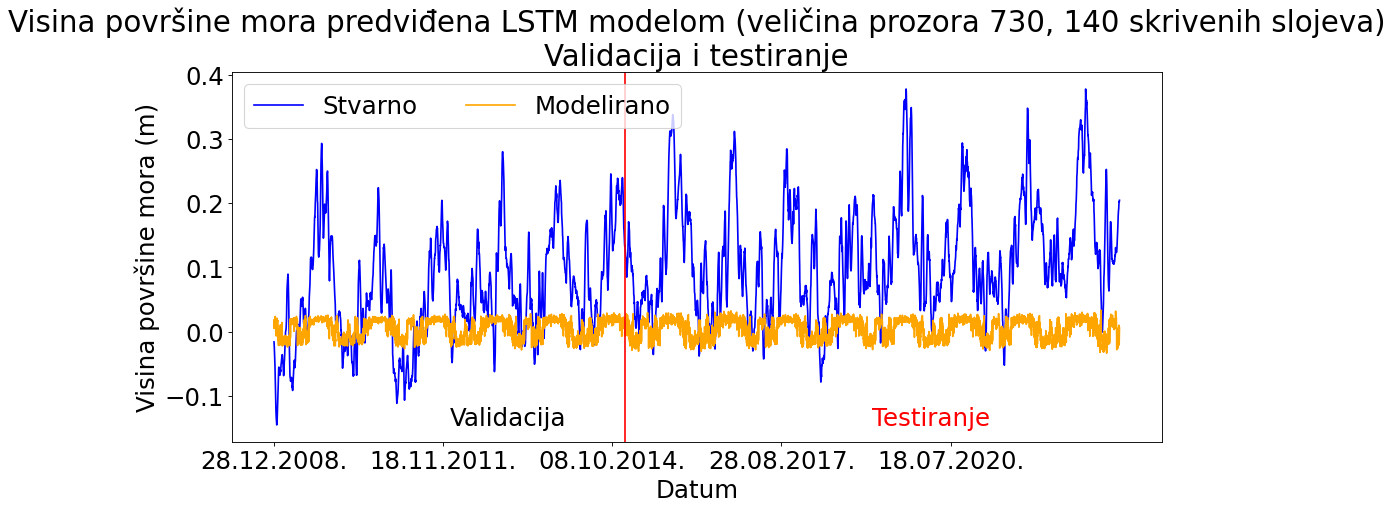 Visina površine mora predviđena LSTM modelom (veličina prozora 730, 140 skrivenih slojeva)
Validacija i testiranje
Stvarno Modelirano
Visina površine mora (m)
0.4
0.3
0.2
0.1
0.0
−0.1
Validacija Testiranje
28.12.2008. 18.11.2011. 08.10.2014. 28.08.2017. 18.07.2020.
Datum